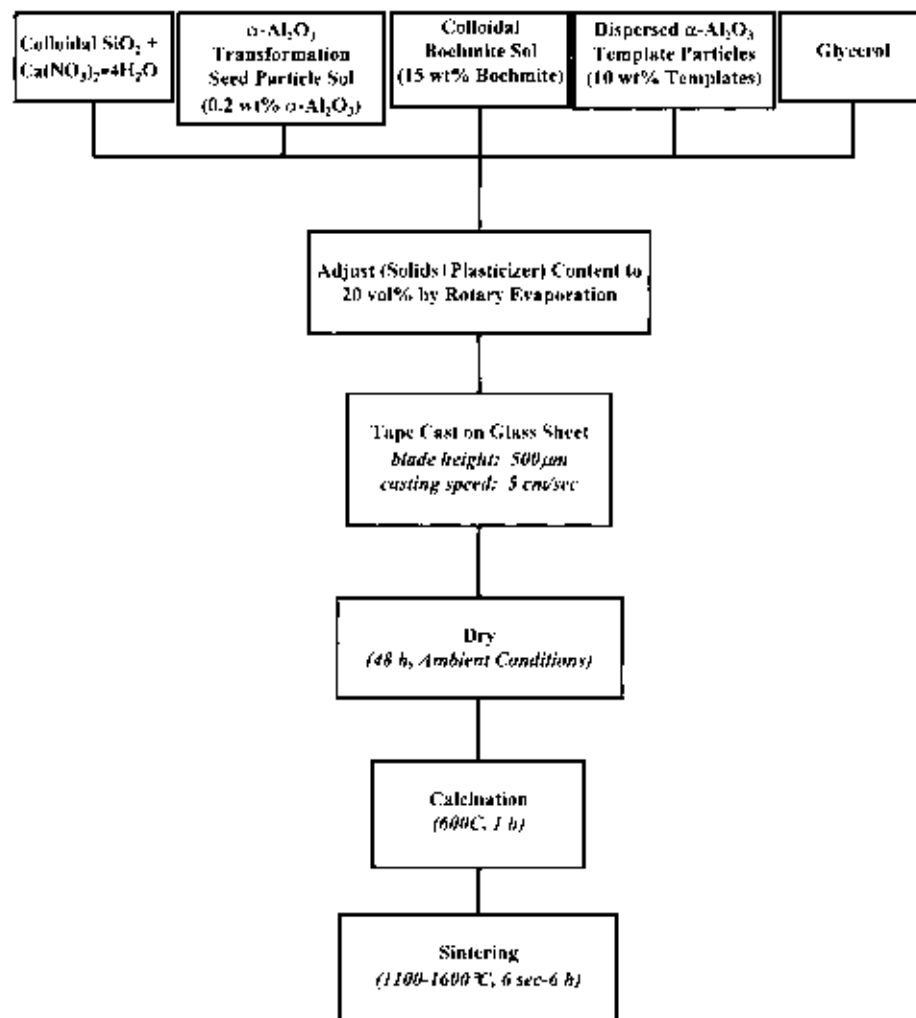 Colloidal SiO₂ +
Ca(NO₃)₂•4H₂O
α-Al₂O₃
Transformation
Seed Particle Sol
(0.2 wt% α-Al₂O₃)
Colloidal
Boehmite Sol
(15 wt% Boehmite)
Dispersed α-Al₂O₃
Template Particles
(10 wt% Templates)
Glycerol
Adjust (Solids+Plasticizer) Content to
20 vol% by Rotary Evaporation
Tape Cast on Glass Sheet
blade height: 500μm
casting speed: 5 cm/sec
Dry
(48 h, Ambient Conditions)
Calcination
(600C, 1 h)
Sintering
(1100-1600℃, 6 sec-6 h)